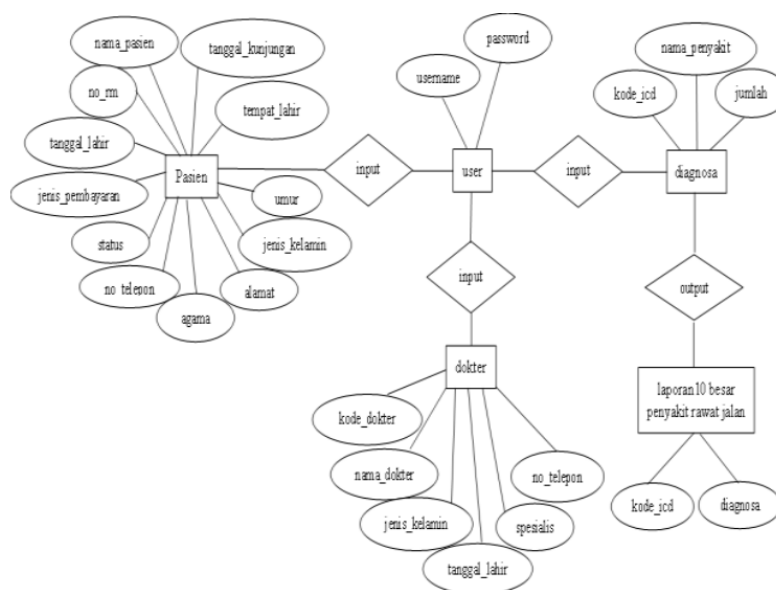 nama_pasien
tanggal_kunjungan
no_rm
tempat_lahir
tanggal_lahir
Pasien
jenis_pembayaran
umur
status
jenis_kelamin
no_telepon
alamat
agama
input
password
username
user
input
nama_penyakit
kode_icd
jumlah
diagnosa
input
output
dokter
kode_dokter
nama_dokter
no_telepon
jenis_kelamin
spesialis
tanggal_lahir
laporan 10 besar
penyakit rawat jalan
kode_icd
diagnosa